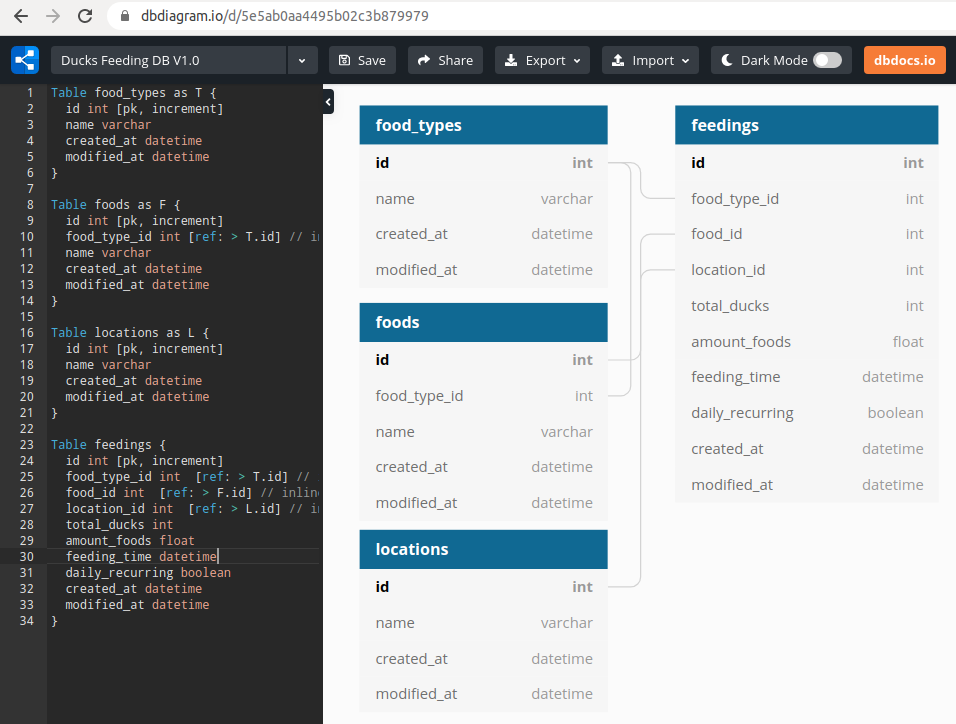 dbdiagram.io/d/5e5ab0aa4495b02c3b879979
Ducks Feeding DB V1.0
Save
Share
Export
Import
Dark Mode
dbdocs.io
1 Table food_types as T {
2 id int [pk, increment]
3 name varchar
4 created_at datetime
5 modified_at datetime
6 }
7
8 Table foods as F {
9 id int [pk, increment]
10 food_type_id int [ref: > T.id] //
11 name varchar
12 created_at datetime
13 modified_at datetime
14 }
15
16 Table locations as L {
17 id int [pk, increment]
18 name varchar
19 created_at datetime
20 modified_at datetime
21 }
22
23 Table feedings {
24 id int [pk, increment]
25 food_type_id int [ref: > T.id] //
26 food_id int [ref: > F.id] // inlin
27 location_id int [ref: > L.id] //
28 total_ducks int
29 amount_foods float
30 feeding_time datetime
31 daily_recurring boolean
32 created_at datetime
33 modified_at datetime
34 }
food_types
id int
name varchar
created_at datetime
modified_at datetime
foods
id int
food_type_id int
name varchar
created_at datetime
modified_at datetime
locations
id int
name varchar
created_at datetime
modified_at datetime
feedings
id int
food_type_id int
food_id int
location_id int
total_ducks int
amount_foods float
feeding_time datetime
daily_recurring boolean
created_at datetime
modified_at datetime